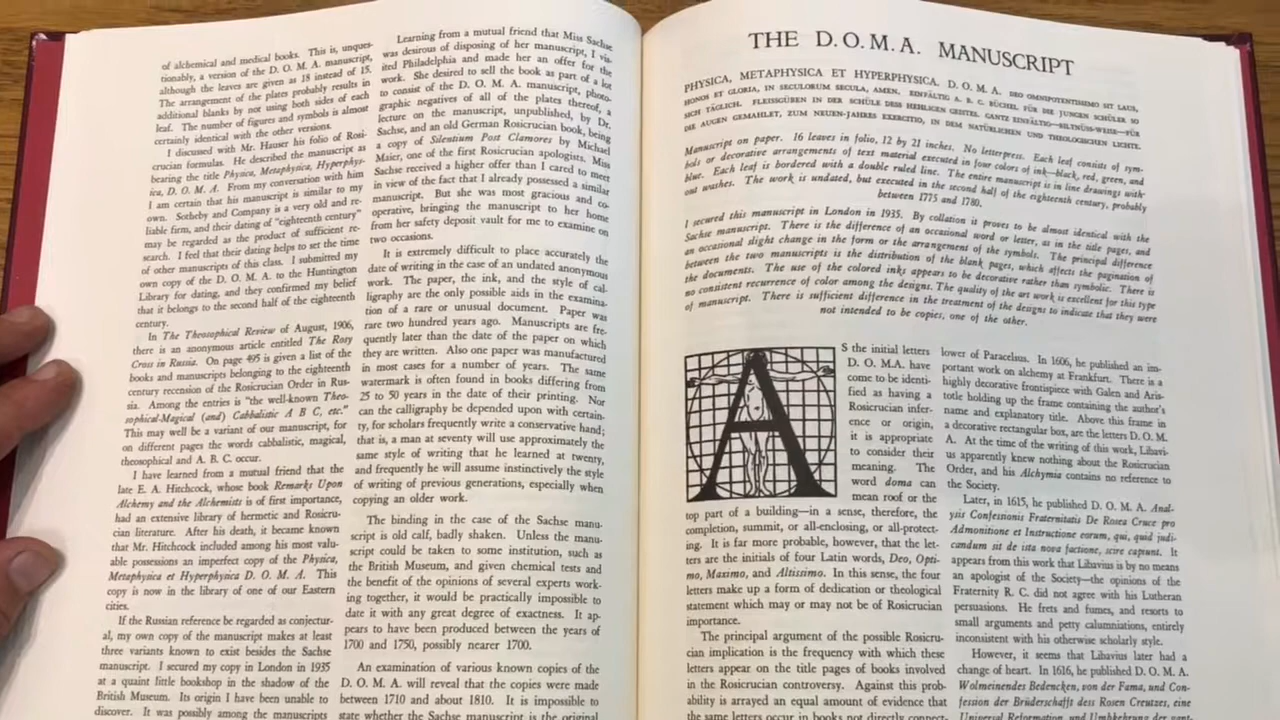 of alchemical and medical books. This is, unques-
tionably, a version of the D. O. M. A. manuscript,
although the leaves are given as 18 instead of 15.
The arrangement of the plates probably results in
additional blanks by not using both sides of each
leaf. The number of figures and symbols is almost
certainly identical with the other versions.
I discussed with Mr. Hauser his folio of Rosi-
crucian formulas. He described the manuscript as
bearing the title Physica, Metaphysica, Hyperphys-
ica, D. O. M. A. From my conversation with him
I am certain that his manuscript is similar to my
own. Sotheby and Company is a very old and re-
liable firm, and their dating of "eighteenth century"
may be regarded as the product of sufficient re-
search. I feel that their dating helps to set the time
of other manuscripts of this class. I submitted my
own copy of the D. O. M. A. to the Huntington
Library for dating, and they confirmed my belief
that it belongs to the second half of the eighteenth
century.
In The Theosophical Review of August, 1906,
there is an anonymous article entitled The Rosy
Cross in Russia. On page 495 is given a list of the
books and manuscripts belonging to the eighteenth
century recension of the Rosicrucian Order in Rus-
sia. Among the entries is "the well-known Theo-
sophical-Magical (and) Cabbalistic A B C, etc."
This may well be a variant of our manuscript, for
on different pages the words cabbalistic, magical,
theosophical and A. B. C. occur.
I have learned from a mutual friend that the
late E. A. Hitchcock, whose book Remarks Upon
Alchemy and the Alchemists is of first importance,
had an extensive library of hermetic and Rosicru-
cian literature. After his death, it became known
that Mr. Hitchcock included among his most valu-
able possessions an imperfect copy of the Physica,
Metaphysica et Hyperphysica D. O. M. A. This
copy is now in the library of one of our Eastern
cities.
If the Russian reference be regarded as conjectur-
al, my own copy of the manuscript makes at least
three variants known to exist besides the Sachse
manuscript. I secured my copy in London in 1935
at a quaint little bookshop in the shadow of the
British Museum. Its origin I have been unable to
discover. It was possibly among the manuscripts
Learning from a mutual friend that Miss Sachse
was desirous of disposing of her manuscript, I vis-
ited Philadelphia and made her an offer for the
work. She desired to sell the book as part of a lot
to consist of the D. O. M. A. manuscript, photo-
graphic negatives of all of the plates thereof, a
lecture on the manuscript, unpublished, by Dr.
Sachse, and an old German Rosicrucian book, being
a copy of Silentium Post Clamores by Michael
Maier, one of the first Rosicrucian apologists. Miss
Sachse received a higher offer than I cared to meet
in view of the fact that I already possessed a similar
manuscript. But she was most gracious and co-
operative, bringing the manuscript to her home
from her safety deposit vault for me to examine on
two occasions.
It is extremely difficult to place accurately the
date of writing in the case of an undated anonymous
work. The paper, the ink, and the style of cal-
ligraphy are the only possible aids in the examina-
tion of a rare or unusual document. Paper was
rare two hundred years ago. Manuscripts are fre-
quently later than the date of the paper on which
they are written. Also one paper was manufactured
in most cases for a number of years. The same
watermark is often found in books differing from
25 to 50 years in the date of their printing. Nor
can the calligraphy be depended upon with certain-
ty, for scholars frequently write a conservative hand;
that is, a man at seventy will use approximately the
same style of writing that he learned at twenty,
and frequently he will assume instinctively the style
of writing of previous generations, especially when
copying an older work.
The binding in the case of the Sachse manu-
script is old calf, badly shaken. Unless the manu-
script could be taken to some institution, such as
the British Museum, and given chemical tests and
the benefit of the opinions of several experts work-
ing together, it would be practically impossible to
date it with any great degree of exactness. It ap-
pears to have been produced between the years of
1700 and 1750, possibly nearer 1700.
An examination of various known copies of the
D. O. M. A. will reveal that the copies were made
between 1710 and about 1810. It is impossible to
state whether the Sachse manuscript is the original
THE D.O.M.A. MANUSCRIPT
PHYSICA, METAPHYSICA ET HYPERPHYSICA. D. O. M. A. DEO OMNIPOTENTISSIMO SIT LAUS,
HONOS ET GLORIA, IN SECULORUM SECULA, AMEN. EINFÄLTIG A. B. C. BÜCHEL FÜR DIE JUNGEN SCHÜLER SO
SICH TÄGLICH. FLEISSGÜBEN IN DER SCHÜLE DESS HEILIGEN GEISTEL GANTZ EINFÄLTIG—BILTNÜSS-WEISE—FÜR
DIE AUGEN GEMAHLET, ZUM NEUEN-JAHRES EXERCITIO, IN DEM NATÜRLICHEN UND THEOLOGISCHEN LICHTE.
Manuscript on paper. 16 leaves in folio, 12 by 21 inches. No letterpress. Each leaf consists of sym-
bols or decorative arrangements of text material executed in four colors of ink—black, red, green, and
blue. Each leaf is bordered with a double ruled line. The entire manuscript is in line drawings with-
out washes. The work is undated, but executed in the second half of the eighteenth century, probably
between 1775 and 1780.
I secured this manuscript in London in 1935. By collation it proves to be almost identical with the
Sachse manuscript. There is the difference of an occasional word or letter, as in the title pages, and
an occasional slight change in the form or the arrangement of the symbols. The principal difference
between the two manuscripts is the distribution of the blank pages, which affects the pagination of
the documents. The use of the colored inks appears to be decorative rather than symbolic. There is
no consistent recurrence of color among the designs. The quality of the art work is excellent for this type
of manuscript. There is sufficient difference in the treatment of the designs to indicate that they were
not intended to be copies, one of the other.
A
S the initial letters
D. O. M.A. have
come to be identi-
fied as having a
Rosicrucian infer-
ence or origin,
it is appropriate
to consider their
meaning. The
word doma can
mean roof or the
top part of a building—in a sense, therefore, the
completion, summit, or all-enclosing, or all-protect-
ing. It is far more probable, however, that the let-
ters are the initials of four Latin words, Deo, Opti-
mo, Maximo, and Altissimo. In this sense, the four
letters make up a form of dedication or theological
statement which may or may not be of Rosicrucian
importance.
The principal argument of the possible Rosicru-
cian implication is the frequency with which these
letters appear on the title pages of books involved
in the Rosicrucian controversy. Against this prob-
ability is arrayed an equal amount of evidence that
the same letters occur in books not directly connect-
lower of Paracelsus. In 1606, he published an im-
portant work on alchemy at Frankfurt. There is a
highly decorative frontispiece with Galen and Aris-
totle holding up the frame containing the author's
name and explanatory title. Above this frame in
a decorative rectangular box, are the letters D. O. M.
A. At the time of the writing of this work, Libavi-
us apparently knew nothing about the Rosicrucian
Order, and his Alchymia contains no reference to
the Society.
Later, in 1615, he published D. O. M. A. Anal-
ysis Confessionis Fraternitatis De Rosea Cruce pro
Admonitione et Instructione eorum, qui, quid judi-
candum sit de ista nova factione, scire cupiunt. It
appears from this work that Libavius is by no means
an apologist of the Society—the opinions of the
Fraternity R. C. did not agree with his Lutheran
persuasions. He frets and fumes, and resorts to
small arguments and petty calumniations, entirely
inconsistent with his otherwise scholarly style.
However, it seems that Libavius later had a
change of heart. In 1616, he published D. O. M. A.
Wolmeinendes Bedencken, von der Fama, und Con-
fession der Brüderschafft dess Rosen Creutzes, eine
Universal Reformation, und Umkehrung der